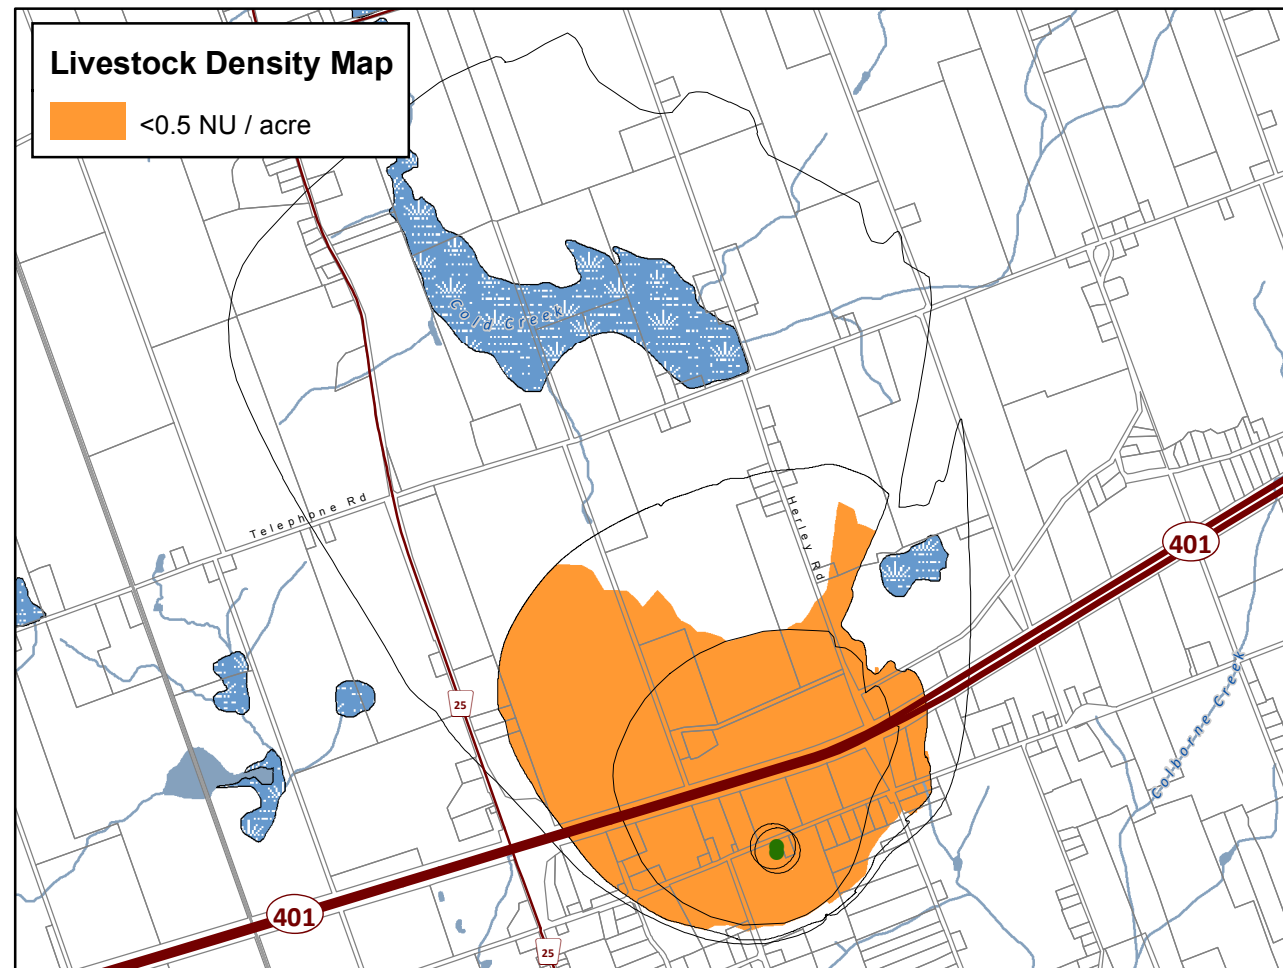 Livestock Density Map
<0.5 NU / acre
Cold Creek
Telephone Rd
Herley Rd
401
25
Colborne Creek
401
25